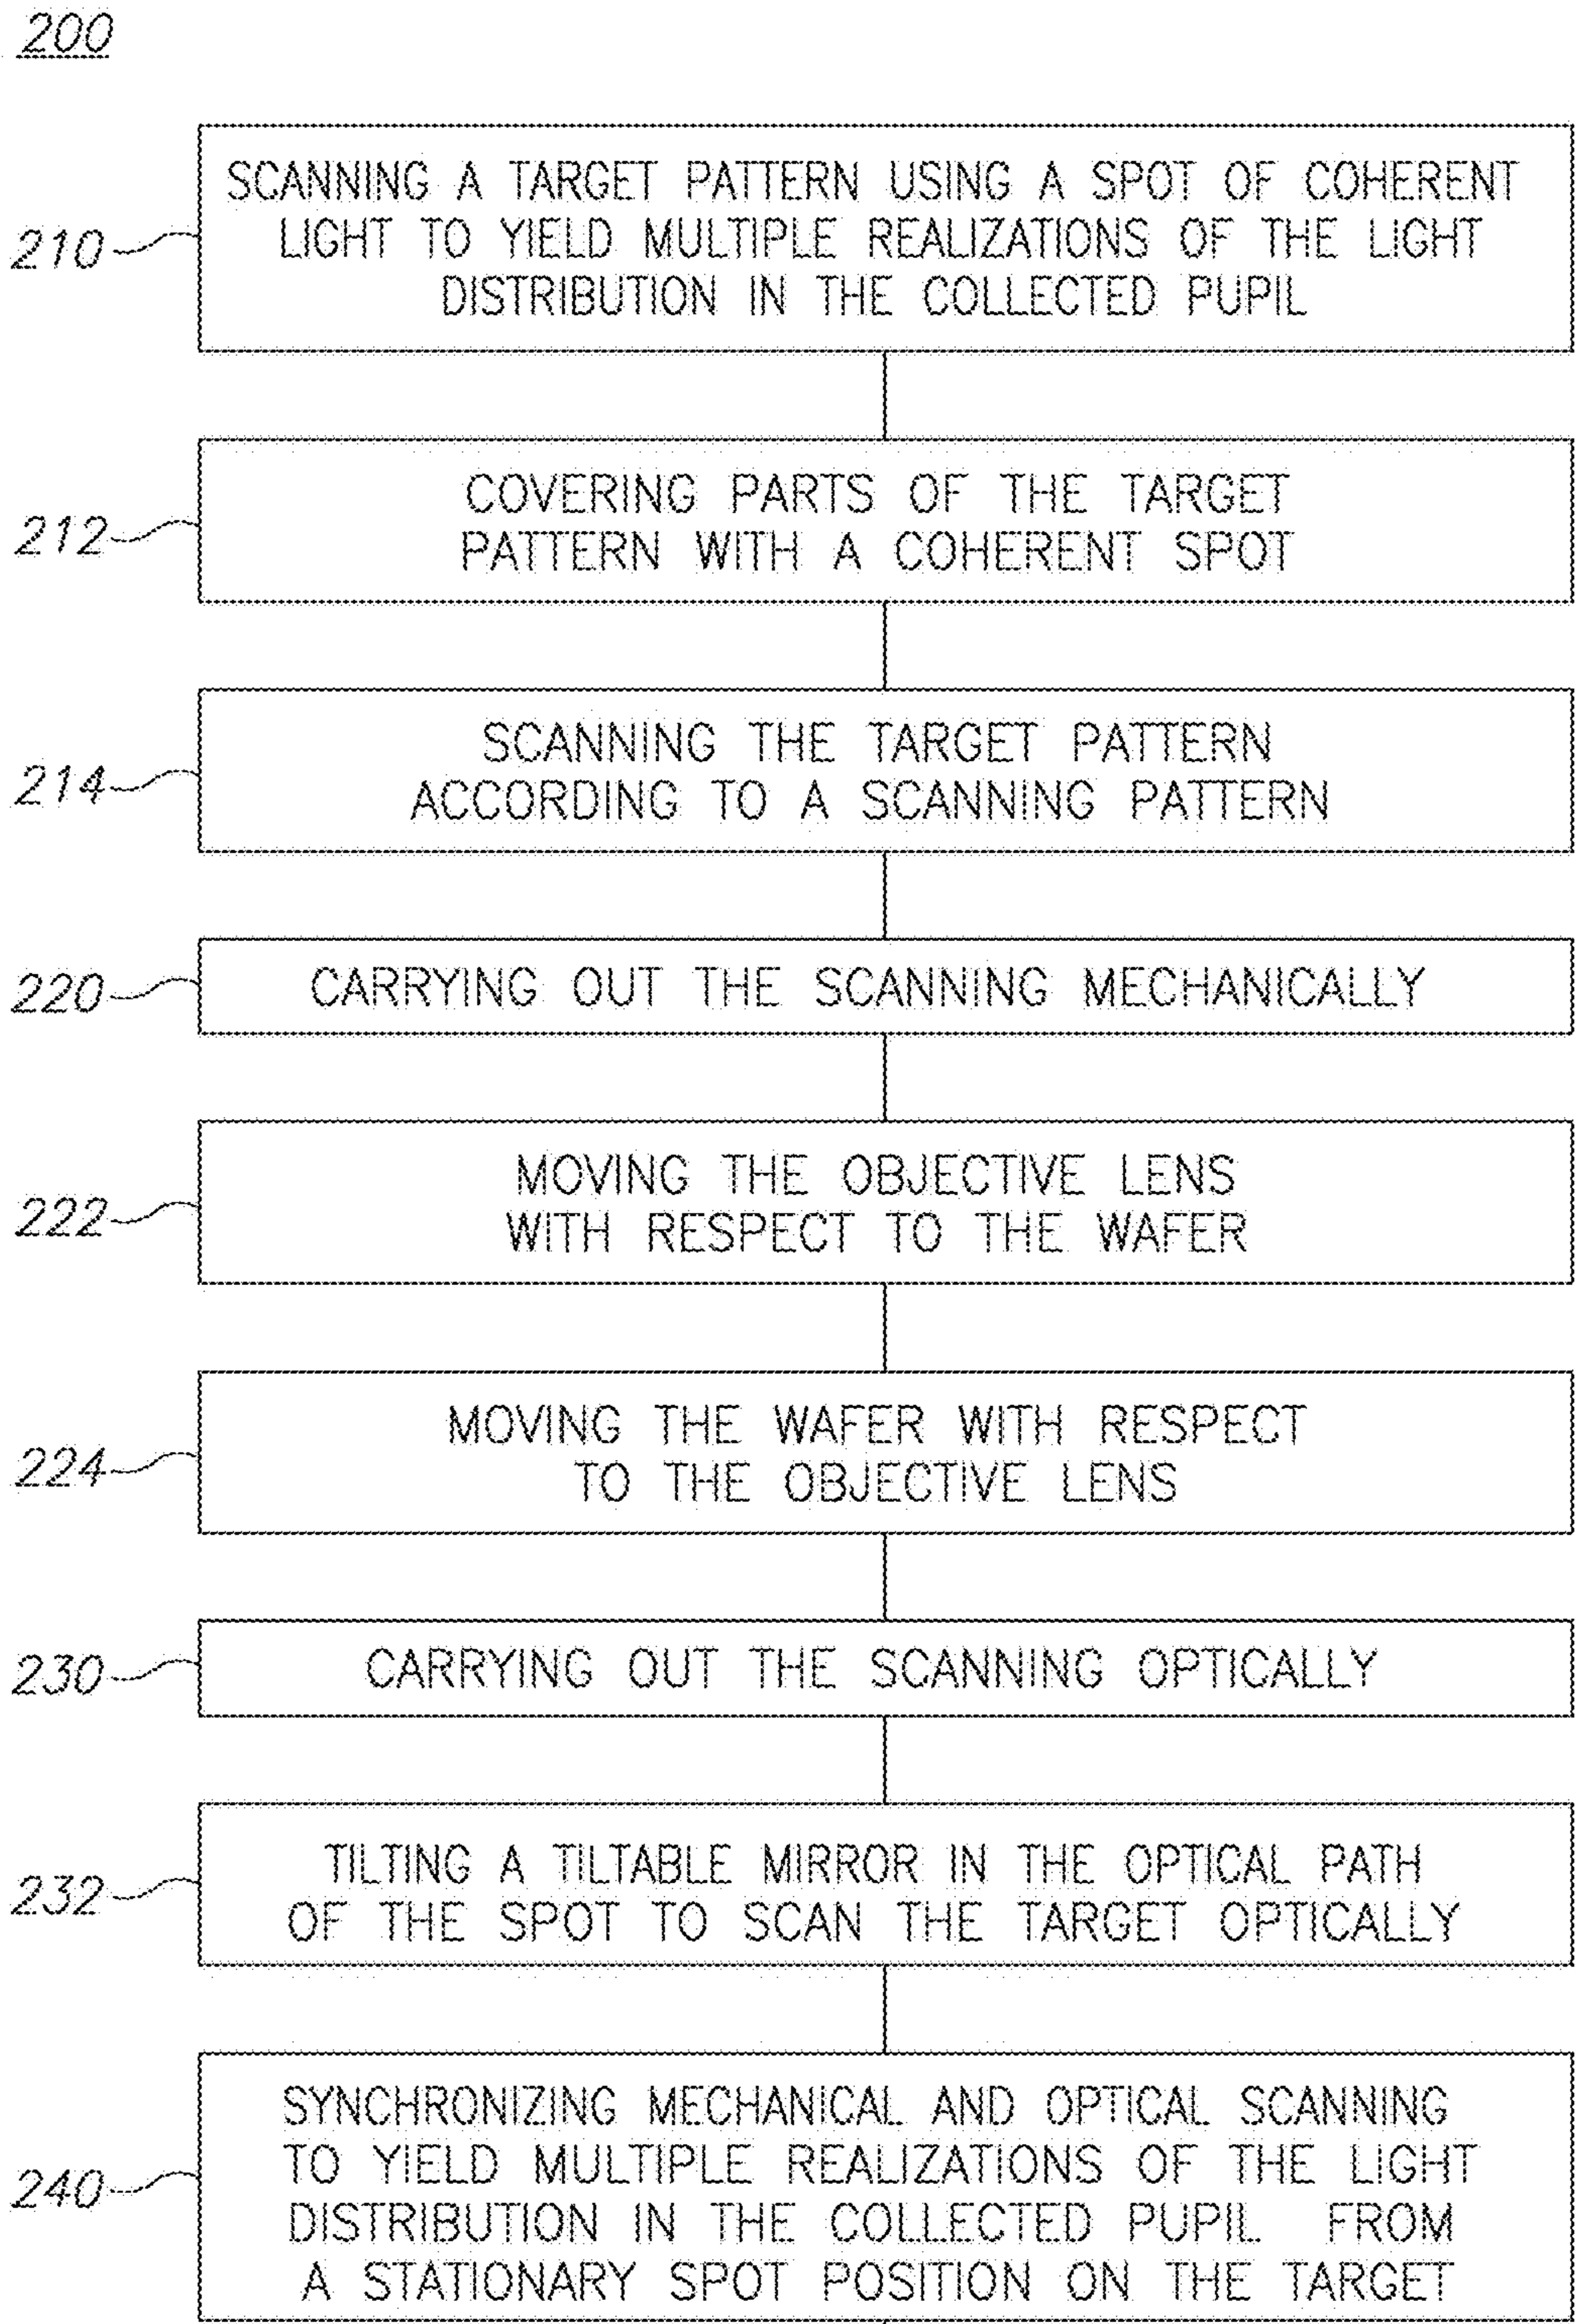 200
210
SCANNING A TARGET PATTERN USING A SPOT OF COHERENT
LIGHT TO YIELD MULTIPLE REALIZATIONS OF THE LIGHT
DISTRIBUTION IN THE COLLECTED PUPIL
212
COVERING PARTS OF THE TARGET
PATTERN WITH A COHERENT SPOT
214
SCANNING THE TARGET PATTERN
ACCORDING TO A SCANNING PATTERN
220
CARRYING OUT THE SCANNING MECHANICALLY
222
MOVING THE OBJECTIVE LENS
WITH RESPECT TO THE WAFER
224
MOVING THE WAFER WITH RESPECT
TO THE OBJECTIVE LENS
230
CARRYING OUT THE SCANNING OPTICALLY
232
TILTING A TILTABLE MIRROR IN THE OPTICAL PATH
OF THE SPOT TO SCAN THE TARGET OPTICALLY
240
SYNCHRONIZING MECHANICAL AND OPTICAL SCANNING
TO YIELD MULTIPLE REALIZATIONS OF THE LIGHT
DISTRIBUTION IN THE COLLECTED PUPIL FROM
A STATIONARY SPOT POSITION ON THE TARGET